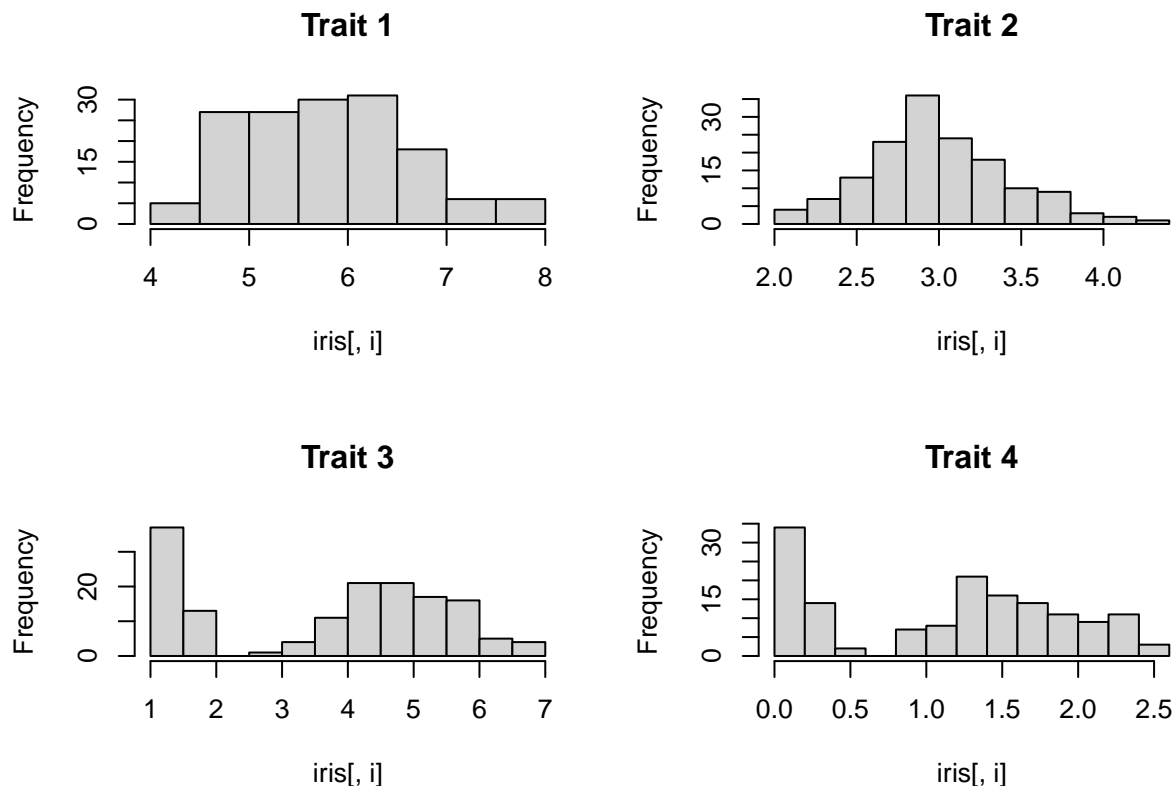 Trait 1
Frequency
0 15 30
4 5 6 7 8
iris[, i]
Trait 2
Frequency
0 15 30
2.0 2.5 3.0 3.5 4.0
iris[, i]
Trait 3
Frequency
0 20
1 2 3 4 5 6 7
iris[, i]
Trait 4
Frequency
0 15 30
0.0 0.5 1.0 1.5 2.0 2.5
iris[, i]